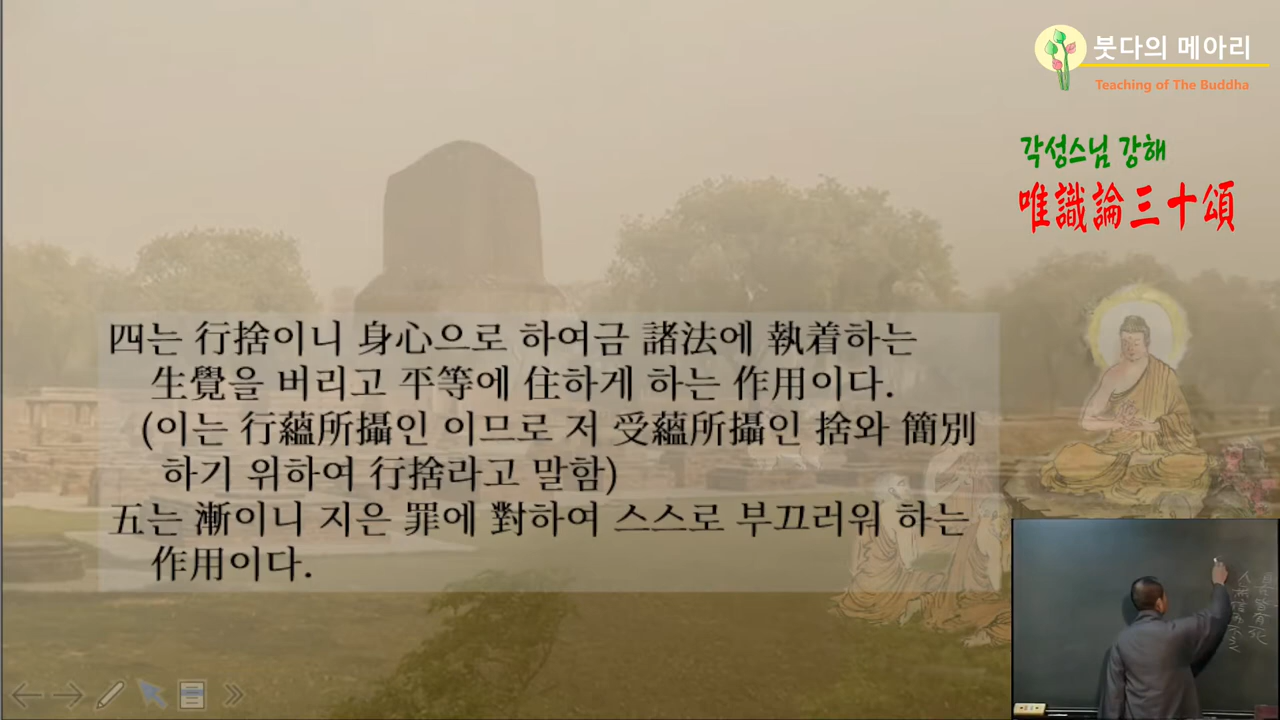 붓다의 메아리
Teaching of The Buddha
각성스님 강해
唯識論三十頌
四는 行捨이니 身心으로 하여금 諸法에 執着하는
生覺을 버리고 平等에 住하게 하는 作用이다.
(이는 行蘊所攝인 이므로 저 受蘊所攝인 捨와 簡別
하기 위하여 行捨라고 말함)
五는 漸이니 지은 罪에 對하여 스스로 부끄러워 하는
作用이다.